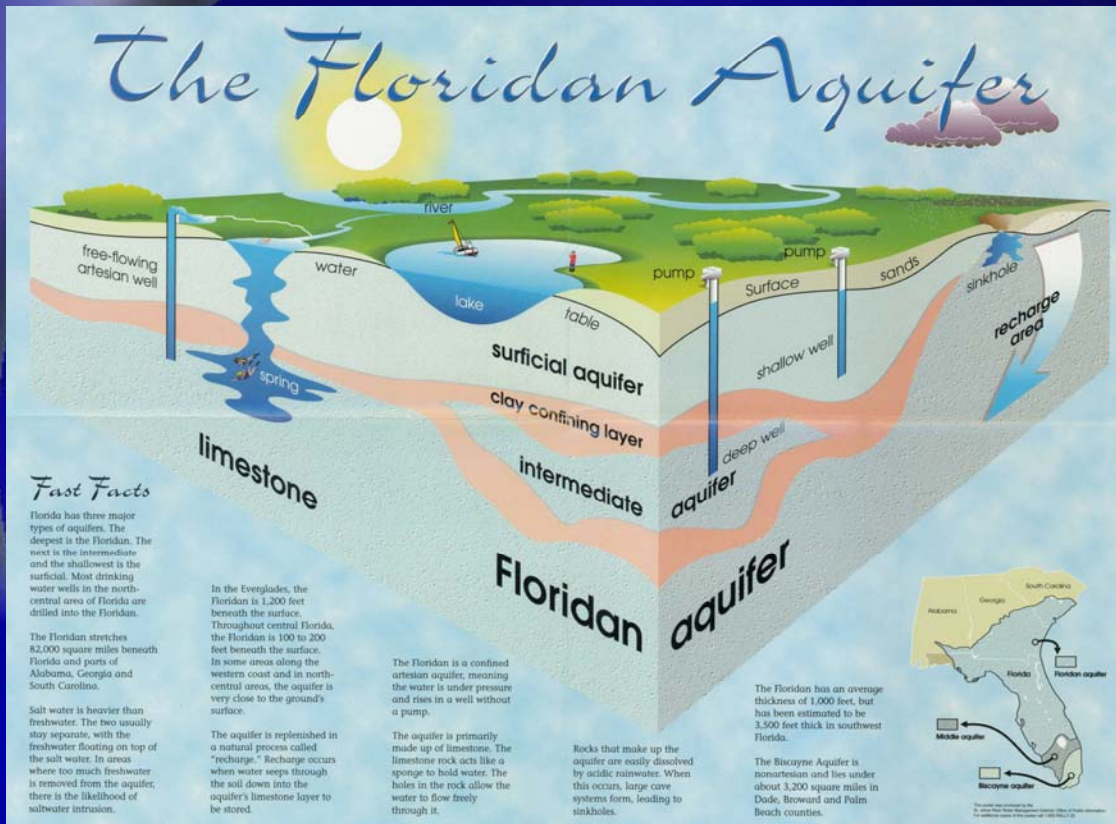 The Floridan Aquifer
river
free-flowing
artesian well
water
lake
table
pump
pump
Surface
sands
sinkhole
recharge
area
spring
surficial aquifer
shallow well
clay confining layer
deep well
limestone
intermediate
aquifer
Floridan
aquifer
Fast Facts
Florida has three major
types of aquifers. The
deepest is the Floridan. The
next is the intermediate
and the shallowest is the
surficial. Most drinking
water wells in the north-
central area of Florida are
drilled into the Floridan.
The Floridan stretches
82,000 square miles beneath
Florida and parts of
Alabama, Georgia and
South Carolina.
Salt water is heavier than
freshwater. The two usually
stay separate, with the
freshwater floating on top of
the salt water. In areas
where too much freshwater
is removed from the aquifer,
there is the likelihood of
saltwater intrusion.
In the Everglades, the
Floridan is 1,200 feet
beneath the surface.
Throughout central Florida,
the Floridan is 100 to 200
feet beneath the surface.
In some areas along the
western coast and in north-
central areas, the aquifer is
very close to the ground's
surface.
The aquifer is replenished in
a natural process called
"recharge." Recharge occurs
when water seeps through
the soil down into the
aquifer's limestone layer to
be stored.
The Floridan is a confined
artesian aquifer, meaning
the water is under pressure
and rises in a well without
a pump.
The aquifer is primarily
made up of limestone. The
limestone rock acts like a
sponge to hold water. The
holes in the rock allow the
water to flow freely
through it.
Rocks that make up the
aquifer are easily dissolved
by acidic rainwater. When
this occurs, large cave
systems form, leading to
sinkholes.
The Floridan has an average
thickness of 1,000 feet, but
has been estimated to be
3,500 feet thick in southwest
Florida.
The Biscayne Aquifer is
nonartesian and lies under
about 3,200 square miles in
Dade, Broward and Palm
Beach counties.
South Carolina
Georgia
Alabama
Florida
Floridan aquifer
Middle aquifer
Biscayne aquifer
This poster was produced by the
St. Johns River Water Management District, Office of Public Information.